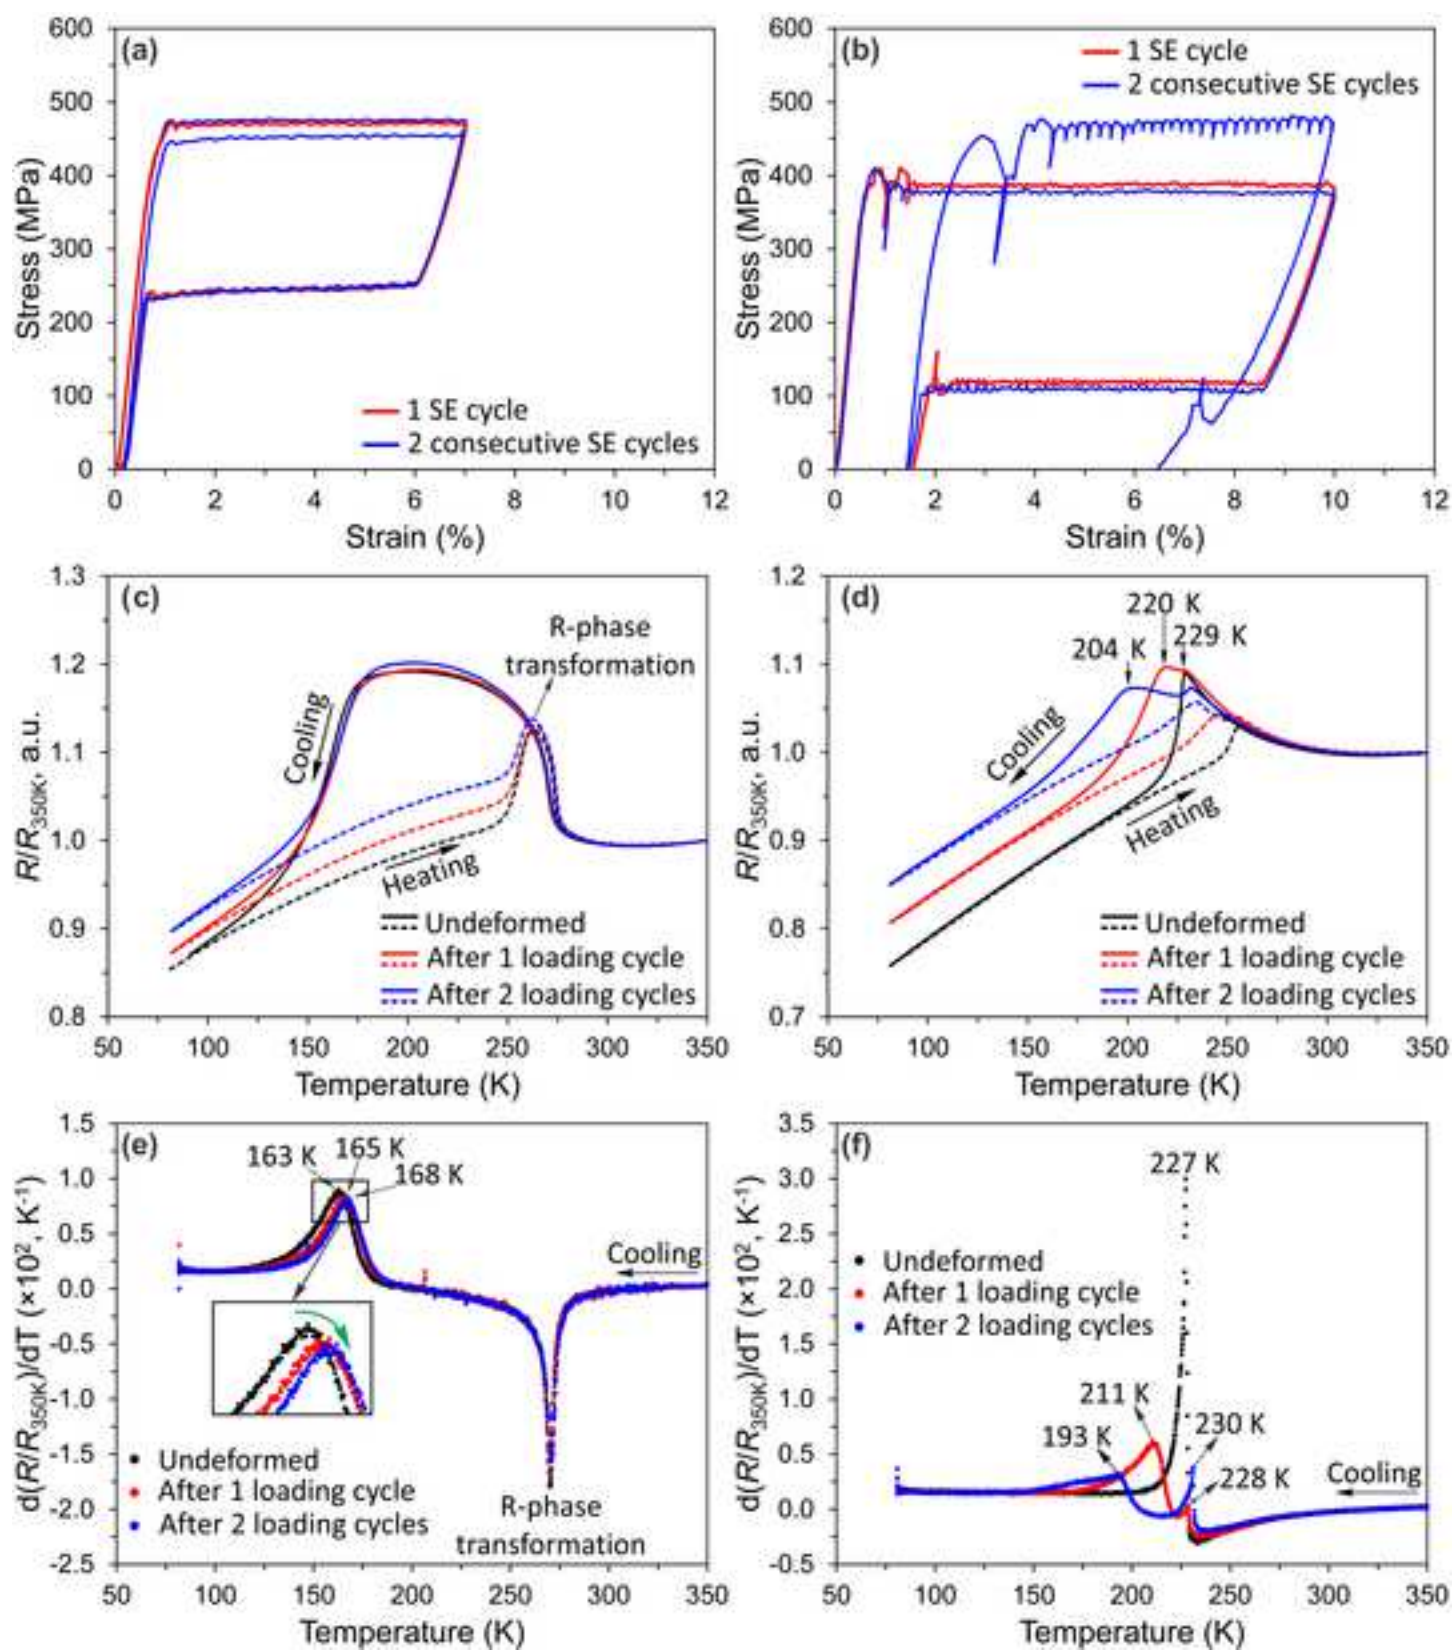 (a)
600
500
400
300
200
100
0
Stress (MPa)
1 SE cycle
2 consecutive SE cycles
0 2 4 6 8 10 12
Strain (%)
(b)
600
500
400
300
200
100
0
Stress (MPa)
1 SE cycle
2 consecutive SE cycles
0 2 4 6 8 10 12
Strain (%)
(c)
1.3
1.2
1.1
1.0
0.9
0.8
R/R350K, a.u.
R-phase
transformation
Cooling
Heating
Undeformed
After 1 loading cycle
After 2 loading cycles
50 100 150 200 250 300 350
Temperature (K)
(d)
1.2
1.1
1.0
0.9
0.8
0.7
R/R350K, a.u.
220 K
229 K
204 K
Cooling
Heating
Undeformed
After 1 loading cycle
After 2 loading cycles
50 100 150 200 250 300 350
Temperature (K)
(e)
1.5
1.0
0.5
0.0
-0.5
-1.0
-1.5
-2.0
-2.5
d(R/R350K)/dT (×10², K⁻¹)
163 K
165 K
168 K
Cooling
Undeformed
After 1 loading cycle
After 2 loading cycles
R-phase
transformation
50 100 150 200 250 300 350
Temperature (K)
(f)
3.5
3.0
2.5
2.0
1.5
1.0
0.5
0.0
-0.5
d(R/R350K)/dT (×10², K⁻¹)
227 K
Undeformed
After 1 loading cycle
After 2 loading cycles
211 K
193 K
230 K
228 K
Cooling
50 100 150 200 250 300 350
Temperature (K)